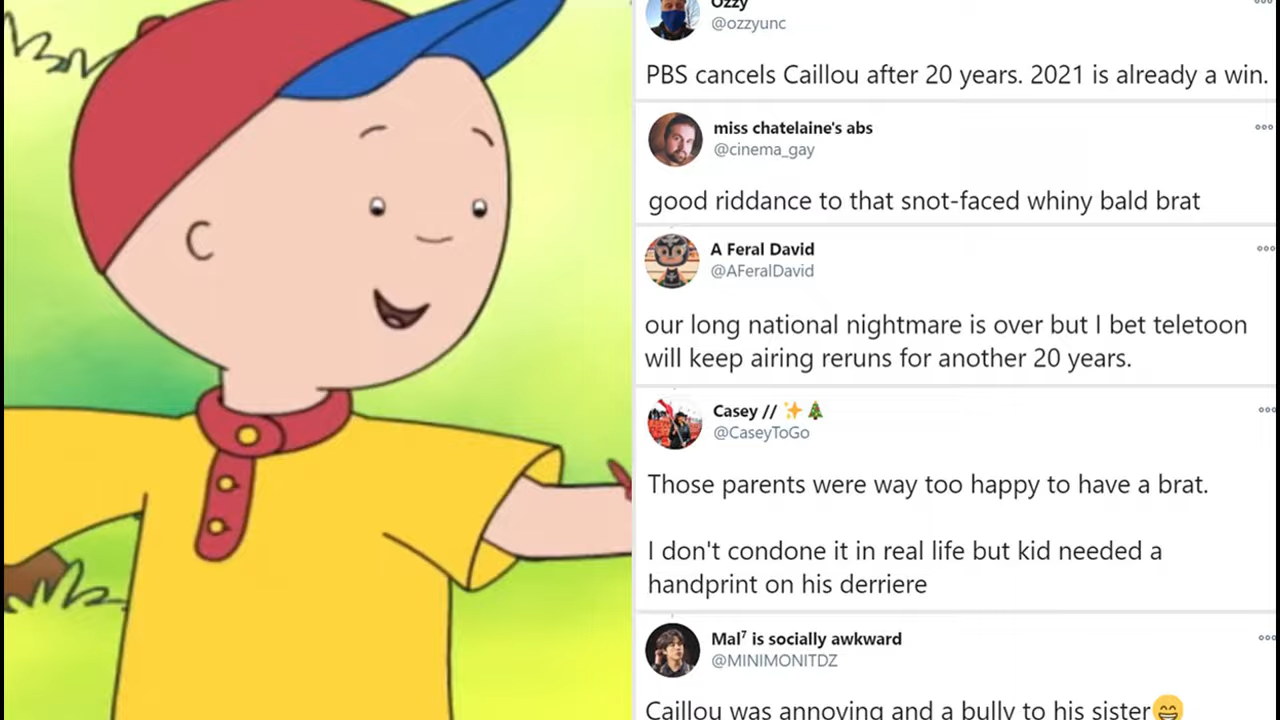 Ozzy
@ozzyunc
PBS cancels Caillou after 20 years. 2021 is already a win.
miss chatelaine's abs
@cinema_gay
good riddance to that snot-faced whiny bald brat
A Feral David
@AFeralDavid
our long national nightmare is over but I bet teletoon
will keep airing reruns for another 20 years.
Casey // ✨🎄
@CaseyToGo
Those parents were way too happy to have a brat.
I don't condone it in real life but kid needed a
handprint on his derriere
Mal⁷ is socially awkward
@MINIMONITDZ
Caillou was annoying and a bully to his sister😄